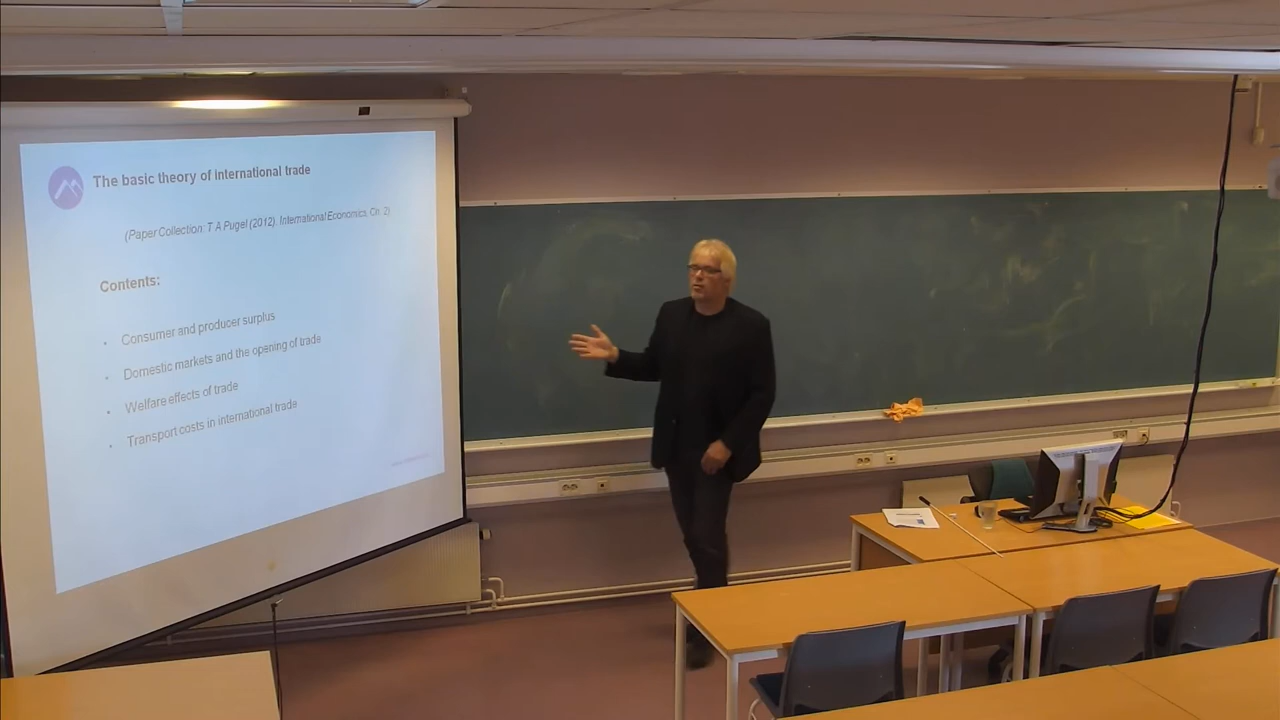 The basic theory of international trade
(Paper Collection: T A Pugel (2012). International Economics, Ch. 2)
Contents:
• Consumer and producer surplus
• Domestic markets and the opening of trade
• Welfare effects of trade
• Transport costs in international trade